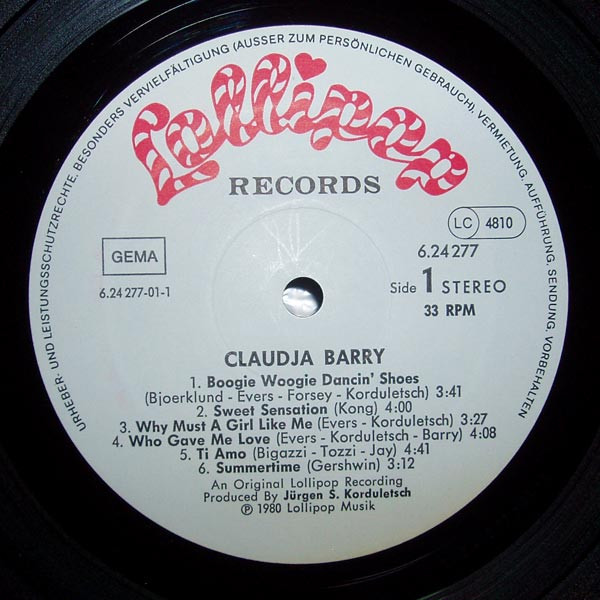 URHEBER- UND LEISTUNGSSCHUTZRECHTE. BESONDERS VERVIELFÄLTIGUNG (AUSSER ZUM PERSÖNLICHEN GEBRAUCH), VERMIETUNG, AUFFÜHRUNG, SENDUNG, VORBEHALTEN
Lollipop
RECORDS
LC 4810
GEMA
6.24277
6.24 277-01-1
Side 1 STEREO
33 RPM
CLAUDJA BARRY
1. Boogie Woogie Dancin' Shoes
(Bjoerklund - Evers - Forsey - Korduletsch) 3:41
2. Sweet Sensation (Kong) 4:00
3. Why Must A Girl Like Me (Evers - Korduletsch) 3:27
4. Who Gave Me Love (Evers - Korduletsch - Barry) 4:08
5. Ti Amo (Bigazzi - Tozzi - Jay) 4:41
6. Summertime (Gershwin) 3:12
An Original Lollipop Recording
Produced By Jürgen S. Korduletsch
℗ 1980 Lollipop Musik